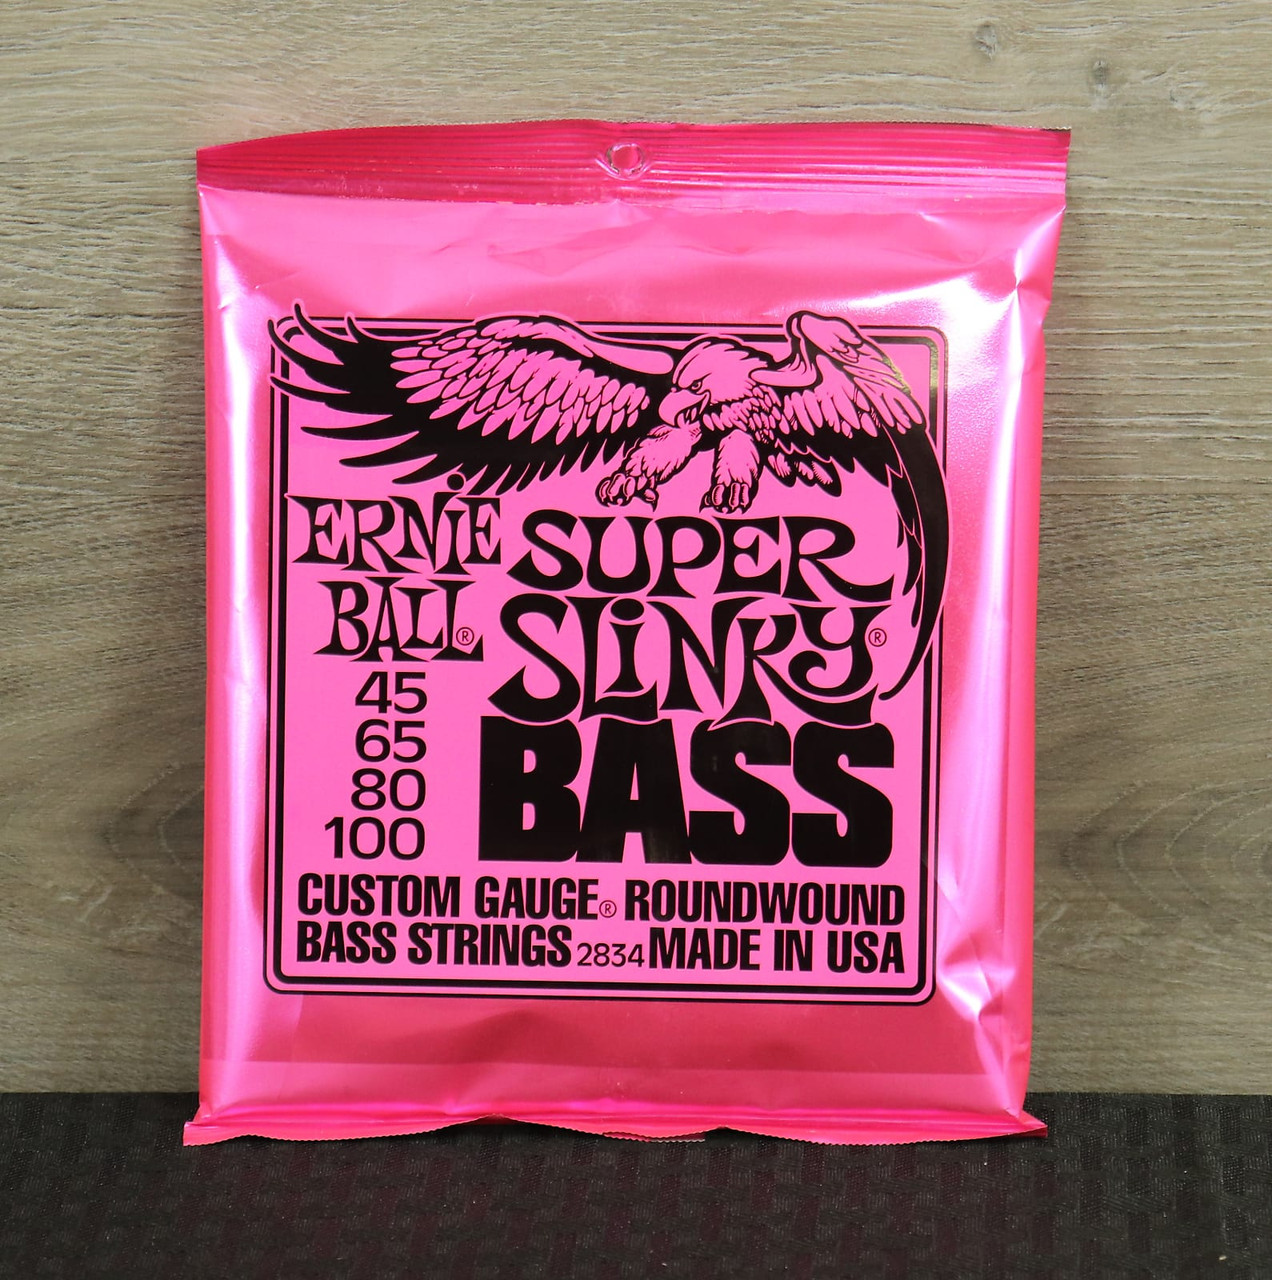 ERNiE BALL®
SUPER SLiNKY®
BASS
45
65
80
100
CUSTOM GAUGE® ROUNDWOUND
BASS STRINGS 2834 MADE IN USA